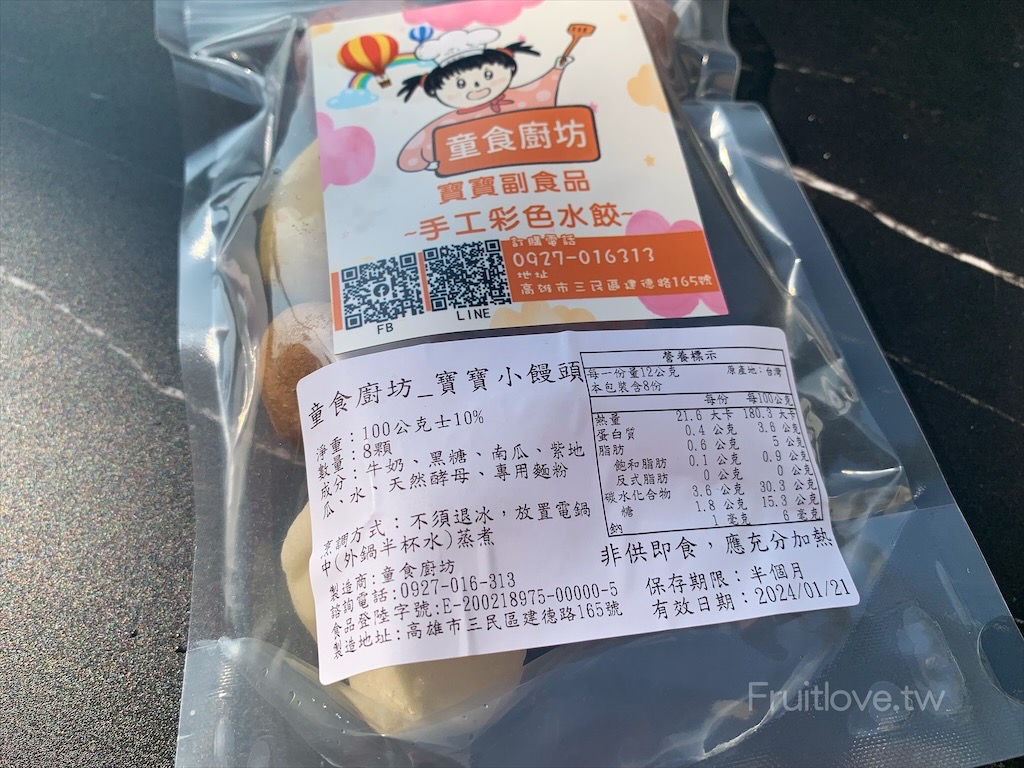 童食廚坊
寶寶副食品
~手工彩色水餃~
訂購電話
0927-016313
地址
高雄市三民區建德路165號
FB
LINE
童食廚坊_寶寶小饅頭
淨重：100公克±10%
數量：8顆
成分：牛奶、黑糖、南瓜、紫地
瓜、水、天然酵母、專用麵粉
烹調方式：不須退冰，放置電鍋
中(外鍋半杯水)蒸煮
製造商：童食廚坊
諮詢電話：0927-016-313
食品登陸字號：E-200218975-00000-5
製造地址：高雄市三民區建德路165號
營養標示
每一份量12公克 原產地：台灣
本包裝含8份
每份 每100公克
熱量 21.6 大卡 180.3 大卡
蛋白質 0.4 公克 3.6 公克
脂肪 0.6 公克 5 公克
飽和脂肪 0.1 公克 0.9 公克
反式脂肪 0 公克 0 公克
碳水化合物 3.6 公克 30.3 公克
糖 1.8 公克 15.3 公克
鈉 1 毫克 6 毫克
非供即食，應充分加熱
保存期限：半個月
有效日期：2024/01/21
Fruitlove.tw